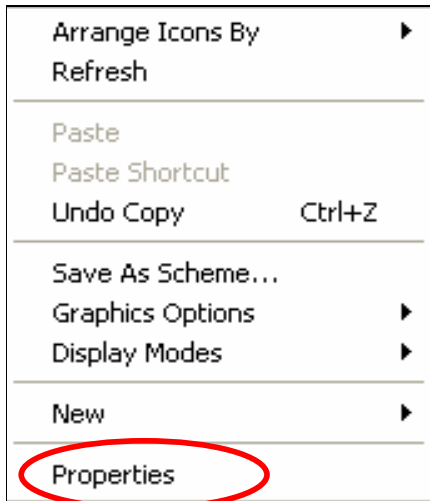 Arrange Icons By
Refresh
Paste
Paste Shortcut
Undo Copy Ctrl+Z
Save As Scheme...
Graphics Options
Display Modes
New
Properties